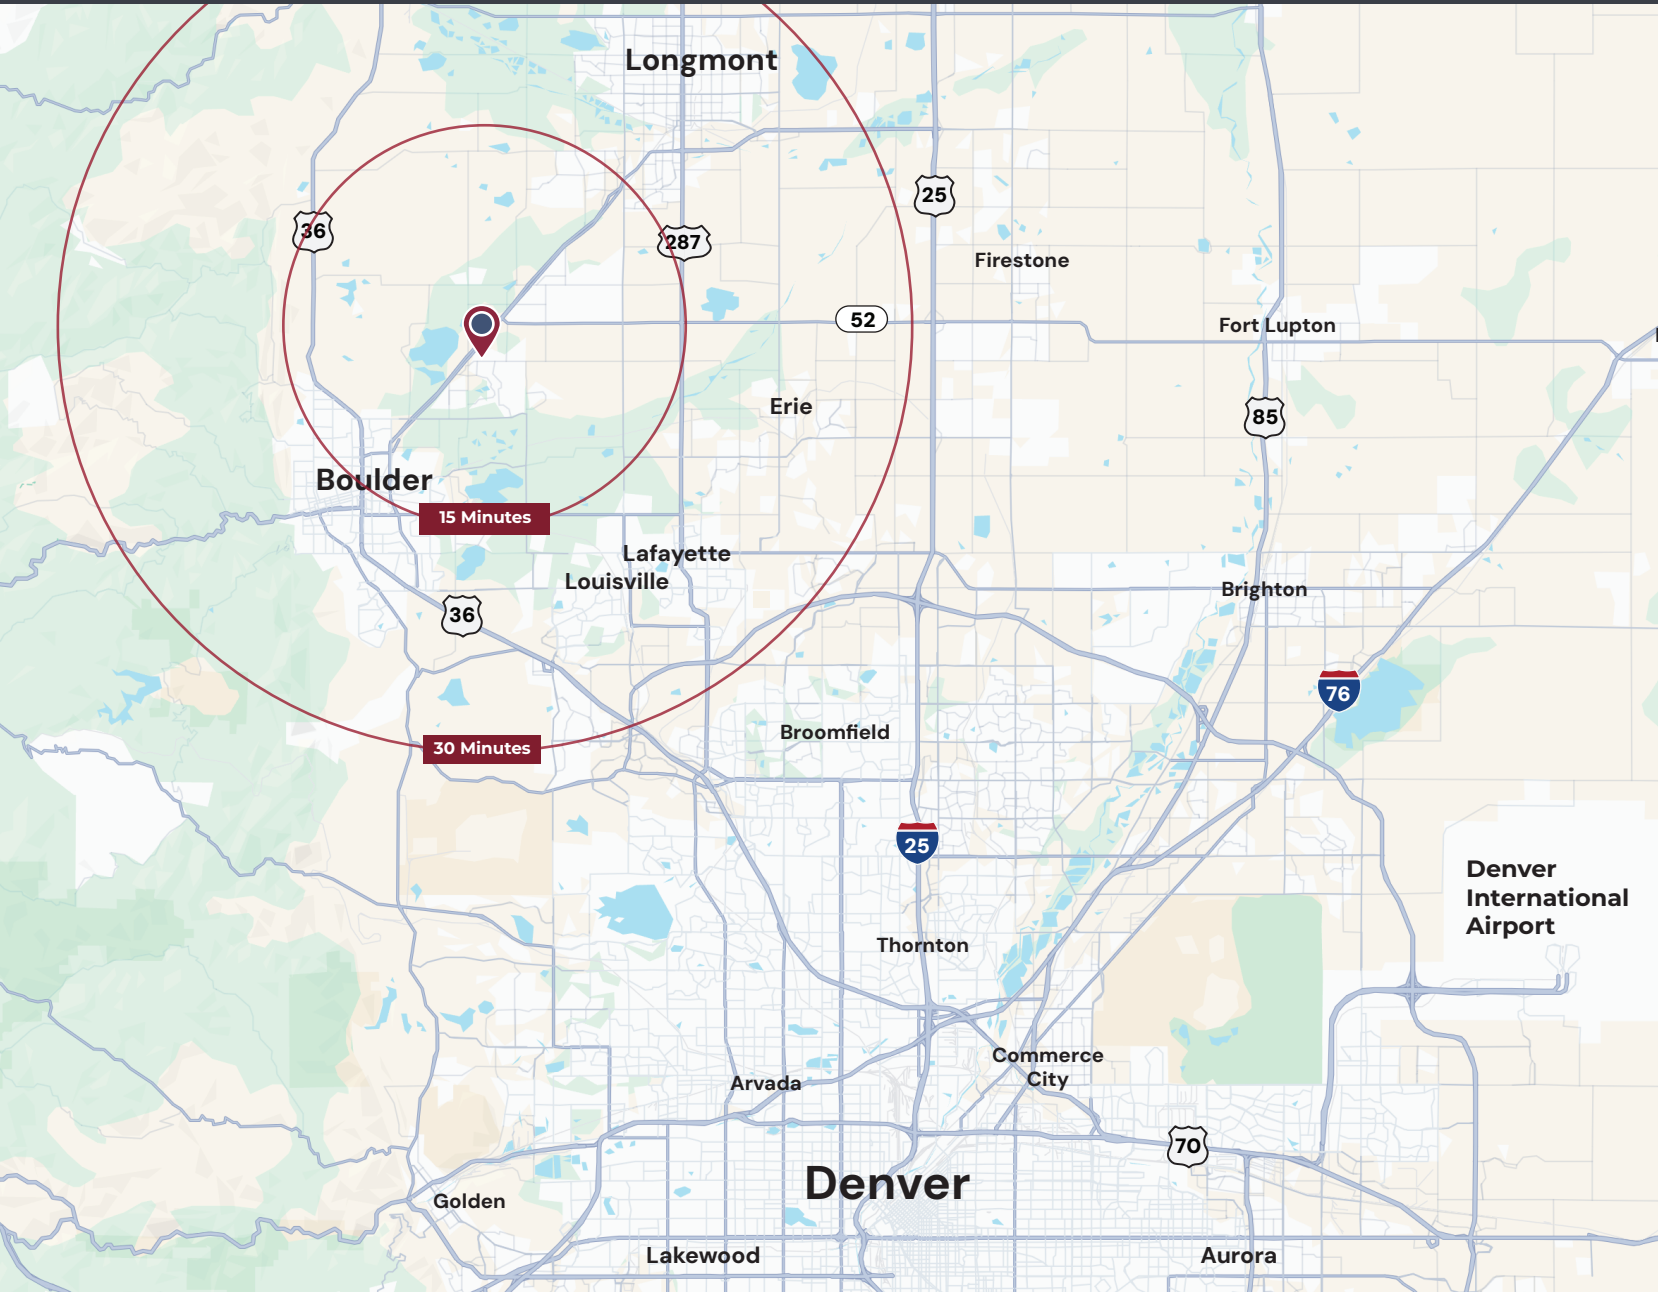 Longmont
25
36
287
Firestone
52
Fort Lupton
Erie
85
Boulder
15 Minutes
Lafayette
Louisville
Brighton
36
76
Broomfield
30 Minutes
25
Denver
International
Airport
Thornton
Commerce
City
Arvada
70
Denver
Golden
Lakewood
Aurora